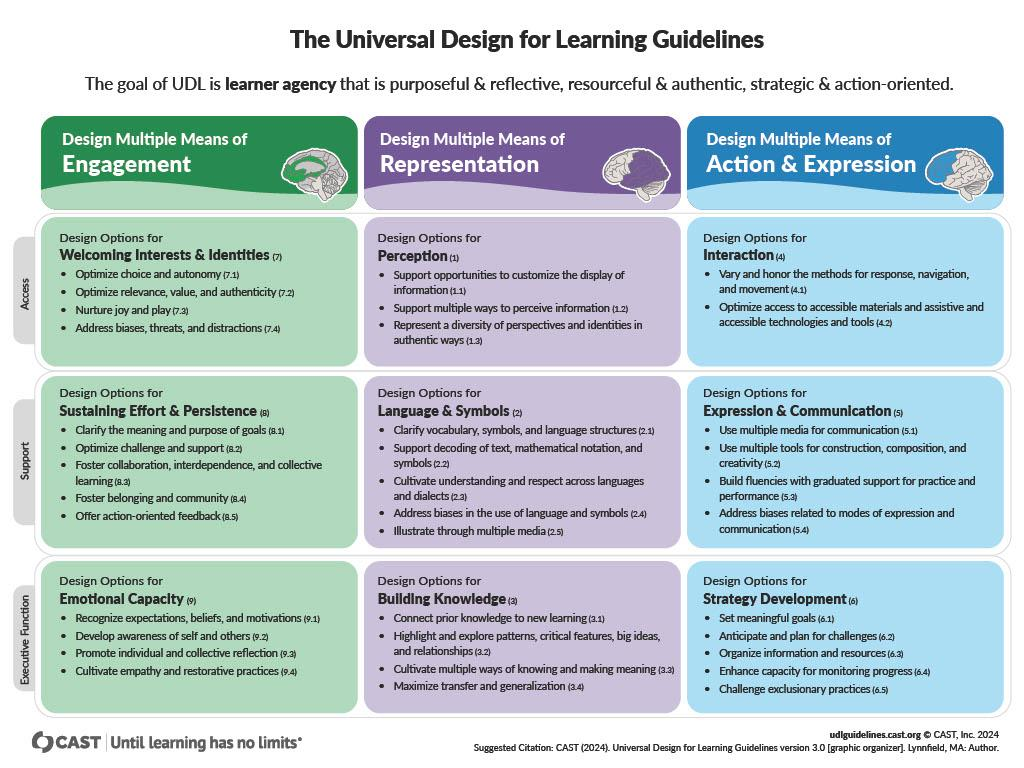 The Universal Design for Learning Guidelines
The goal of UDL is learner agency that is purposeful & reflective, resourceful & authentic, strategic & action-oriented.
Design Multiple Means of
Engagement
Design Multiple Means of
Representation
Design Multiple Means of
Action & Expression
Access
Design Options for
Welcoming Interests & Identities (7)
• Optimize choice and autonomy (7.1)
• Optimize relevance, value, and authenticity (7.2)
• Nurture joy and play (7.3)
• Address biases, threats, and distractions (7.4)
Design Options for
Perception (1)
• Support opportunities to customize the display of
information (1.1)
• Support multiple ways to perceive information (1.2)
• Represent a diversity of perspectives and identities in
authentic ways (1.3)
Design Options for
Interaction (4)
• Vary and honor the methods for response, navigation,
and movement (4.1)
• Optimize access to accessible materials and assistive and
accessible technologies and tools (4.2)
Support
Design Options for
Sustaining Effort & Persistence (8)
• Clarify the meaning and purpose of goals (8.1)
• Optimize challenge and support (8.2)
• Foster collaboration, interdependence, and collective
learning (8.3)
• Foster belonging and community (8.4)
• Offer action-oriented feedback (8.5)
Design Options for
Language & Symbols (2)
• Clarify vocabulary, symbols, and language structures (2.1)
• Support decoding of text, mathematical notation, and
symbols (2.2)
• Cultivate understanding and respect across languages
and dialects (2.3)
• Address biases in the use of language and symbols (2.4)
• Illustrate through multiple media (2.5)
Design Options for
Expression & Communication (5)
• Use multiple media for communication (5.1)
• Use multiple tools for construction, composition, and
creativity (5.2)
• Build fluencies with graduated support for practice and
performance (5.3)
• Address biases related to modes of expression and
communication (5.4)
Executive Function
Design Options for
Emotional Capacity (9)
• Recognize expectations, beliefs, and motivations (9.1)
• Develop awareness of self and others (9.2)
• Promote individual and collective reflection (9.3)
• Cultivate empathy and restorative practices (9.4)
Design Options for
Building Knowledge (3)
• Connect prior knowledge to new learning (3.1)
• Highlight and explore patterns, critical features, big ideas,
and relationships (3.2)
• Cultivate multiple ways of knowing and making meaning (3.3)
• Maximize transfer and generalization (3.4)
Design Options for
Strategy Development (6)
• Set meaningful goals (6.1)
• Anticipate and plan for challenges (6.2)
• Organize information and resources (6.3)
• Enhance capacity for monitoring progress (6.4)
• Challenge exclusionary practices (6.5)
CAST | Until learning has no limits®
udlguidelines.cast.org © CAST, Inc. 2024
Suggested Citation: CAST (2024). Universal Design for Learning Guidelines version 3.0 [graphic organizer]. Lynnfield, MA: Author.